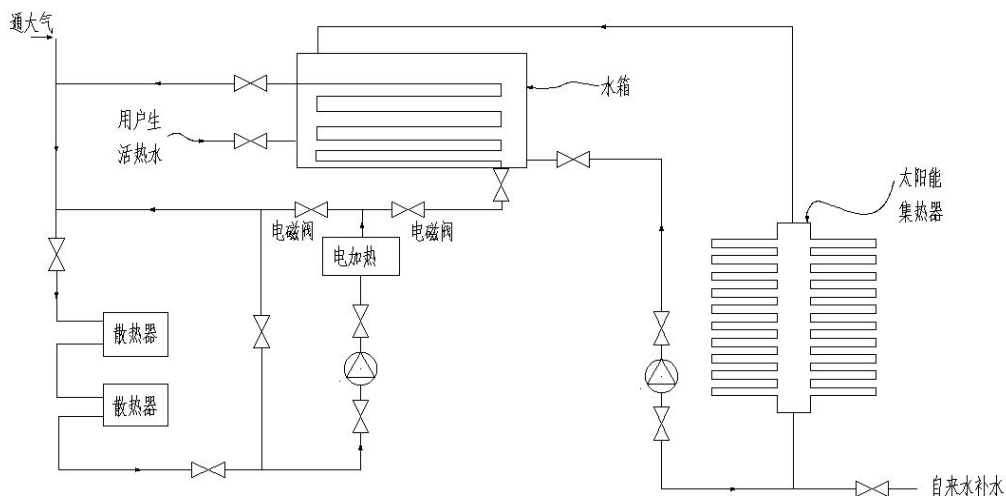 通大气
用户生
活热水
水箱
太阳能
集热器
电磁阀
电磁阀
电加热
散热器
散热器
自来水补水